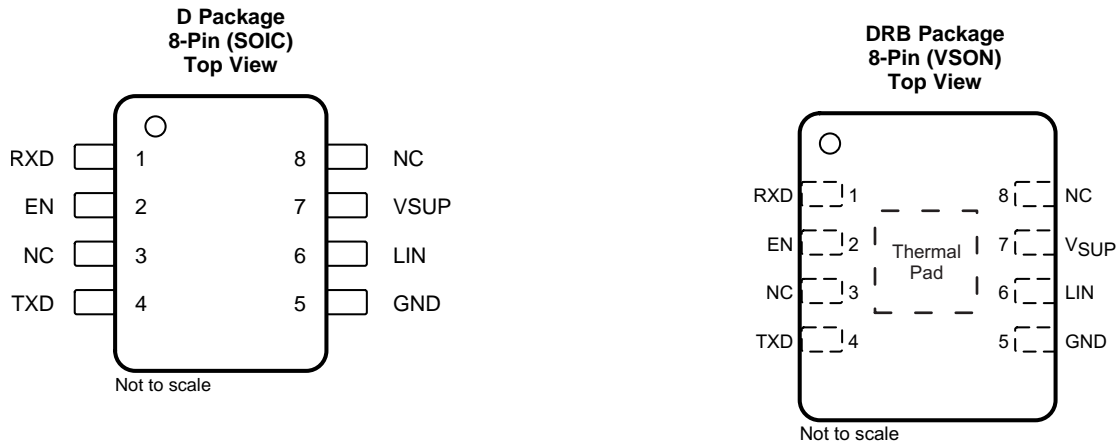 D Package
8-Pin (SOIC)
Top View
RXD 1 8 NC
EN 2 7 VSUP
NC 3 6 LIN
TXD 4 5 GND
Not to scale
DRB Package
8-Pin (VSON)
Top View
RXD 1 8 NC
EN 2 7 VSUP
Thermal
Pad
NC 3 6 LIN
TXD 4 5 GND
Not to scale